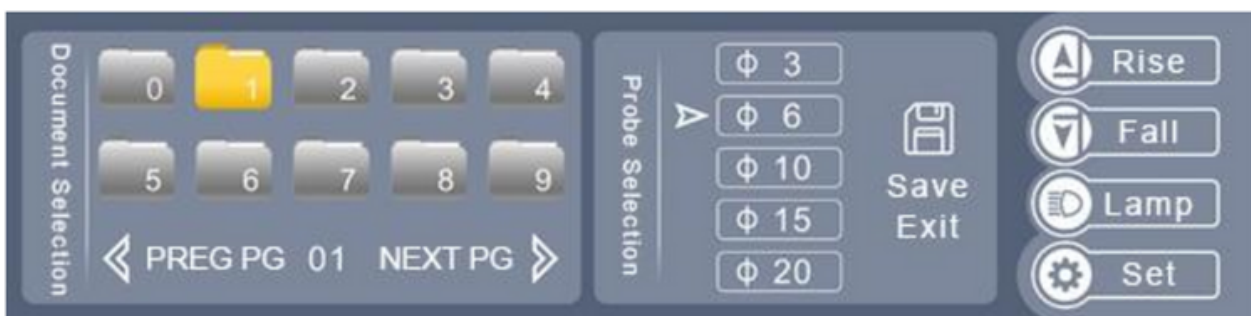 Document Selection
0 1 2 3 4
5 6 7 8 9
PREG PG 01 NEXT PG
Probe Selection
Φ 3
Φ 6
Φ 10
Φ 15
Φ 20
Save
Exit
Rise
Fall
Lamp
Set